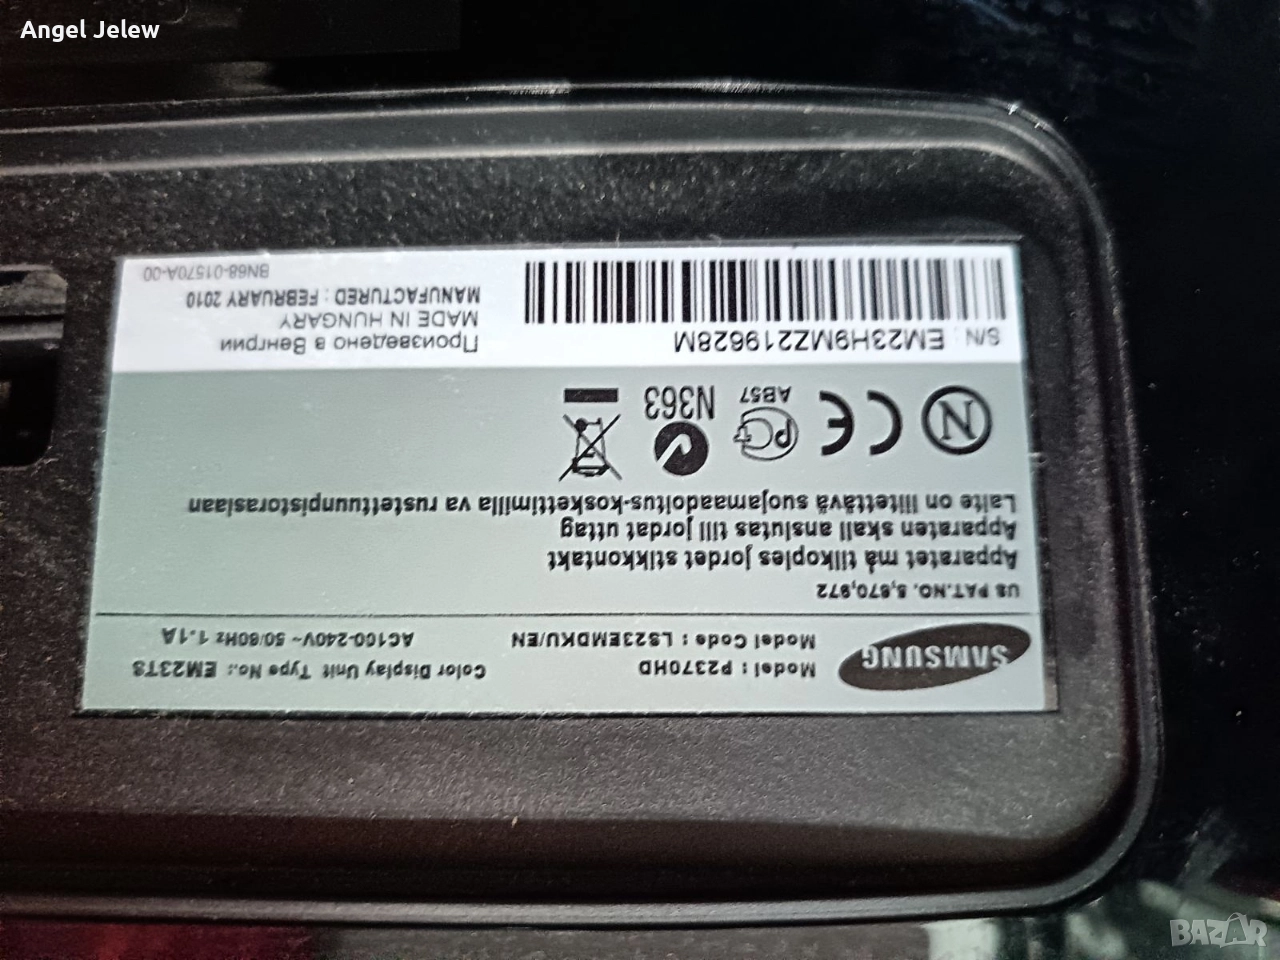 Angel Jelew
SAMSUNG
Model : P2370HD
Color Display Unit Type No.: EM23TS
Model Code : LS23EMDKU/EN
AC100-240V~ 50/60Hz 1.1A
US PAT.NO. 5,670,972
Apparatet må tilkoples jordet stikkontakt
Apparaten skall anslutas till jordat uttag
Laite on liitettävä suojamaadoitus-koskettimilla va rustettuunpistorasiaan
N
CE
PC
AB57
N363
S/N : EM23H9MZ219628M
Произведено в Венгрии
MADE IN HUNGARY
MANUFACTURED : FEBRUARY 2010
BN68-01570A-00
BAZAR